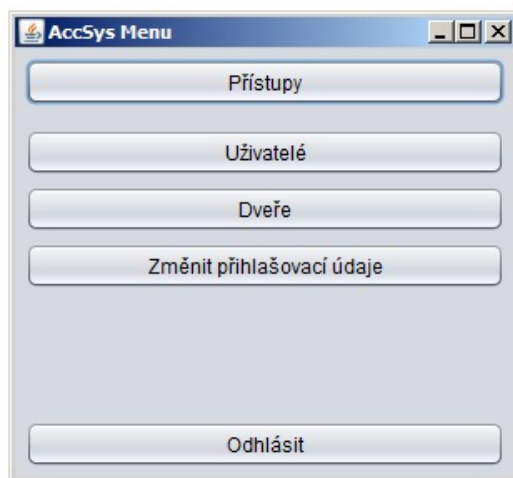 AccSys Menu
Přístupy
Uživatelé
Dveře
Změnit přihlašovací údaje
Odhlásit